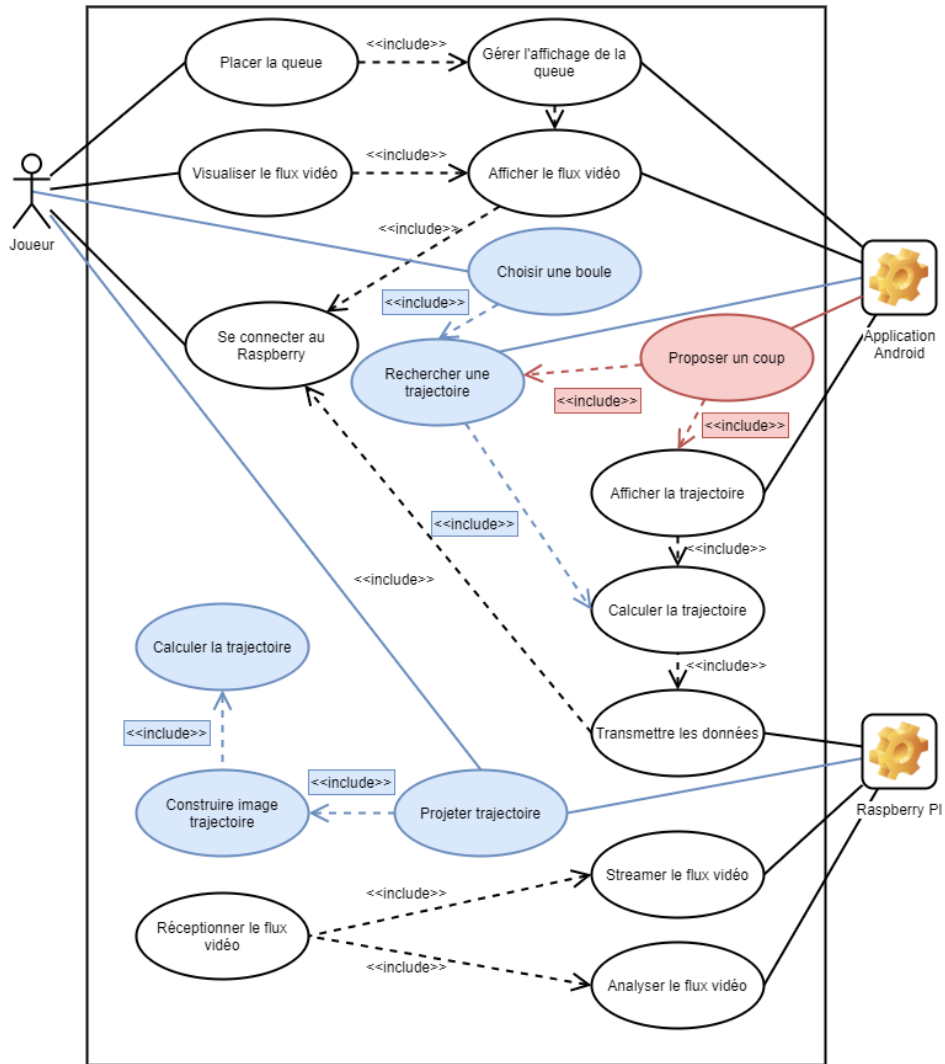 Placer la queue
<<include>>
Gérer l'affichage de la
queue
Visualiser le flux vidéo
<<include>>
Afficher le flux vidéo
Joueur
<<include>>
Choisir une boule
<<include>>
Se connecter au
Raspberry
Rechercher une
trajectoire
Proposer un coup
Application
Android
<<include>>
<<include>>
Afficher la trajectoire
<<include>>
<<include>>
<<include>>
Calculer la trajectoire
Calculer la trajectoire
<<include>>
<<include>>
Transmettre les données
Construire image
trajectoire
<<include>>
Projeter trajectoire
Raspberry PI
Streamer le flux vidéo
<<include>>
Réceptionner le flux
vidéo
<<include>>
Analyser le flux vidéo